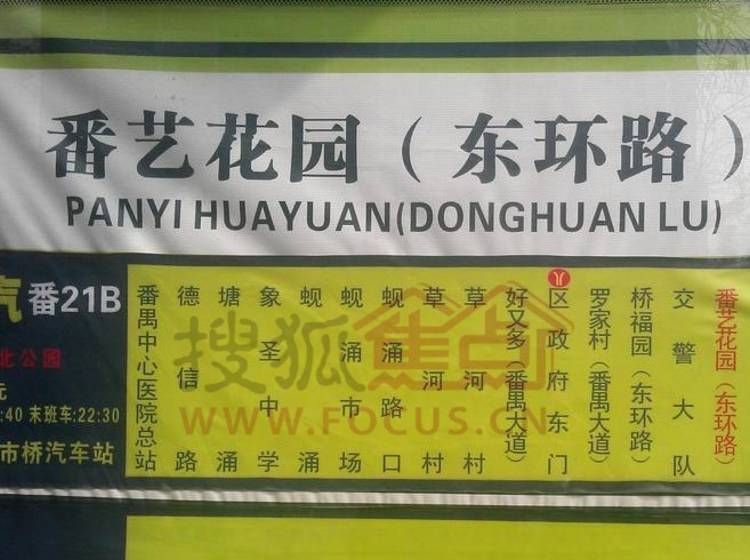 番艺花园（东环路）
PANYI HUAYUAN(DONGHUAN LU)
番21B
北公园
元
:40 末班车:22:30
市桥汽车站
番禺中心医院总站
德信路
塘涌
象圣中学
蚬涌
蚬涌市场
蚬涌路口
草河村
草河村
好又多（番禺大道）
区政府东门
罗家村（番禺大道）
桥福园（东环路）
交警大队
番艺花园（东环路）
搜狐焦点
WWW.FOCUS.CN